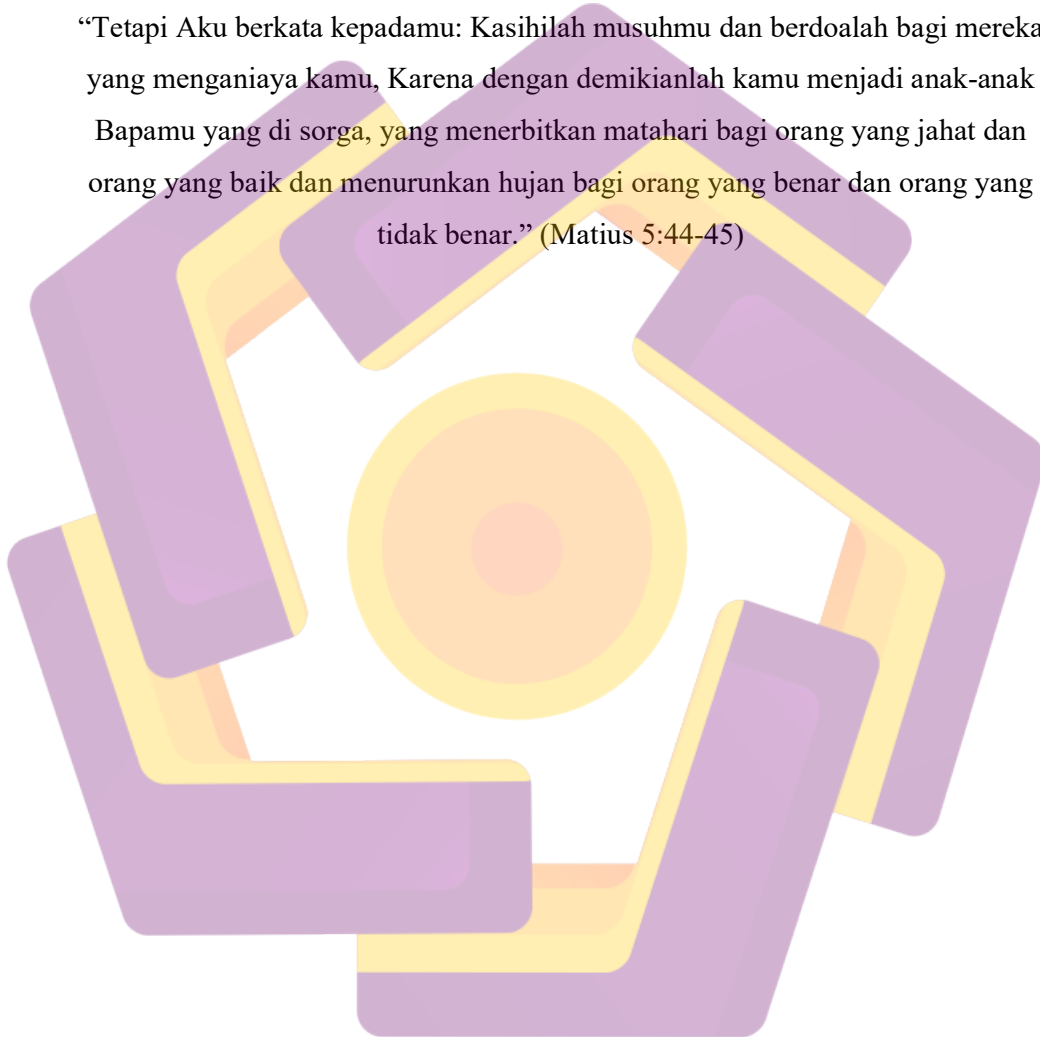 “Tetapi Aku berkata kepadamu: Kasihilah musuhmu dan berdoalah bagi mereka
yang menganiaya kamu, Karena dengan demikianlah kamu menjadi anak-anak
Bapamu yang di sorga, yang menerbitkan matahari bagi orang yang jahat dan
orang yang baik dan menurunkan hujan bagi orang yang benar dan orang yang
tidak benar.” (Matius 5:44-45)